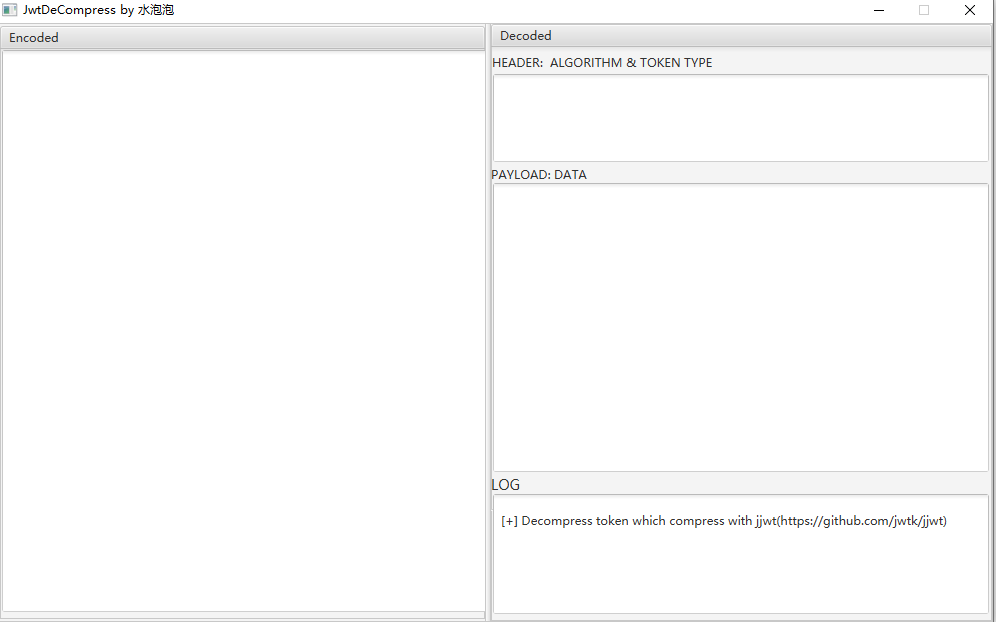 JwtDeCompress by 水泡泡
Encoded
Decoded
HEADER: ALGORITHM & TOKEN TYPE
PAYLOAD: DATA
LOG
[+] Decompress token which compress with jjwt(https://github.com/jwtk/jjwt)